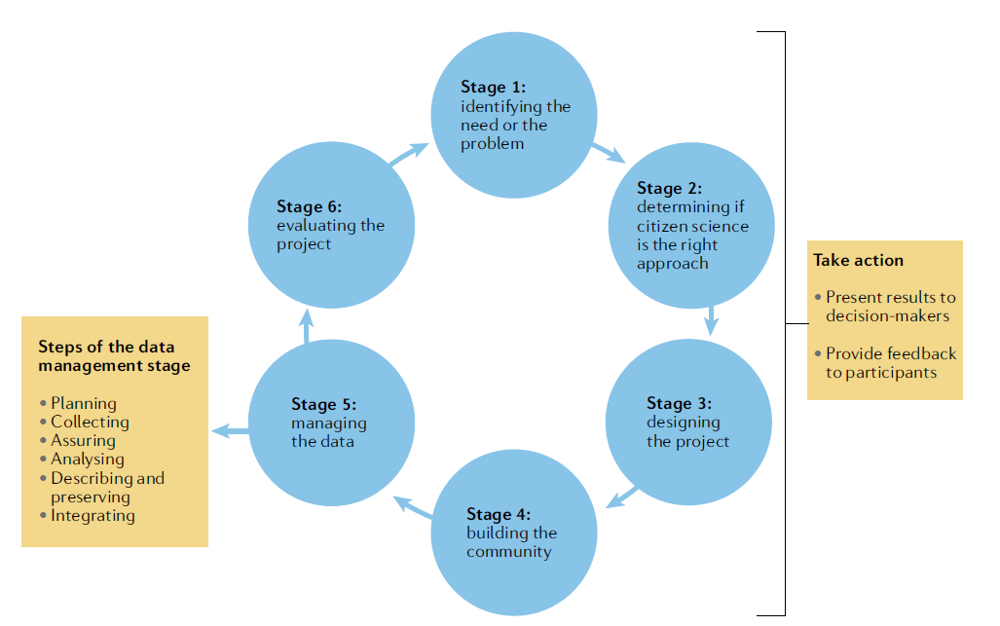 Stage 1:
identifying the
need or the
problem
Stage 2:
determining if
citizen science
is the right
approach
Stage 3:
designing
the project
Stage 4:
building the
community
Stage 5:
managing
the data
Stage 6:
evaluating the
project
Steps of the data
management stage
• Planning
• Collecting
• Assuring
• Analysing
• Describing and
preserving
• Integrating
Take action
• Present results to
decision-makers
• Provide feedback
to participants